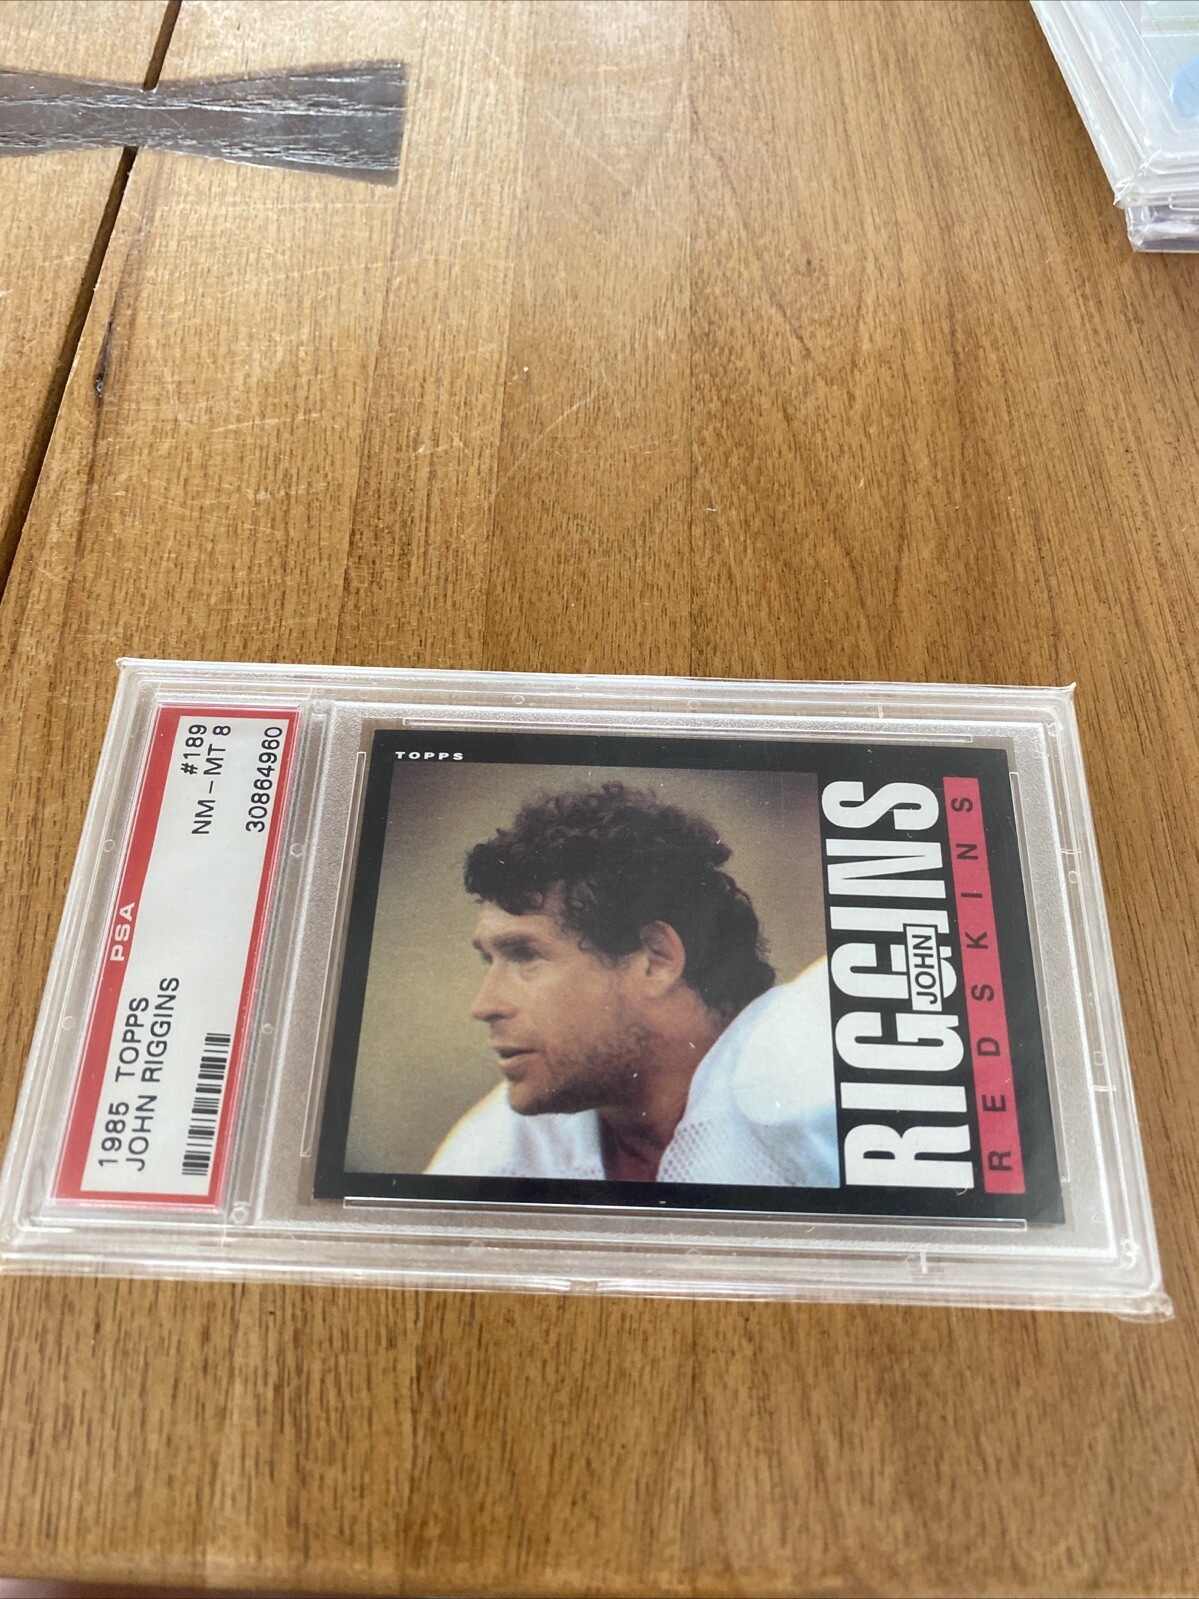 1985 TOPPS
JOHN RIGGINS
#189
NM-MT 8
30864960
PSA
TOPPS
RIGGINS
JOHN
REDSKINS